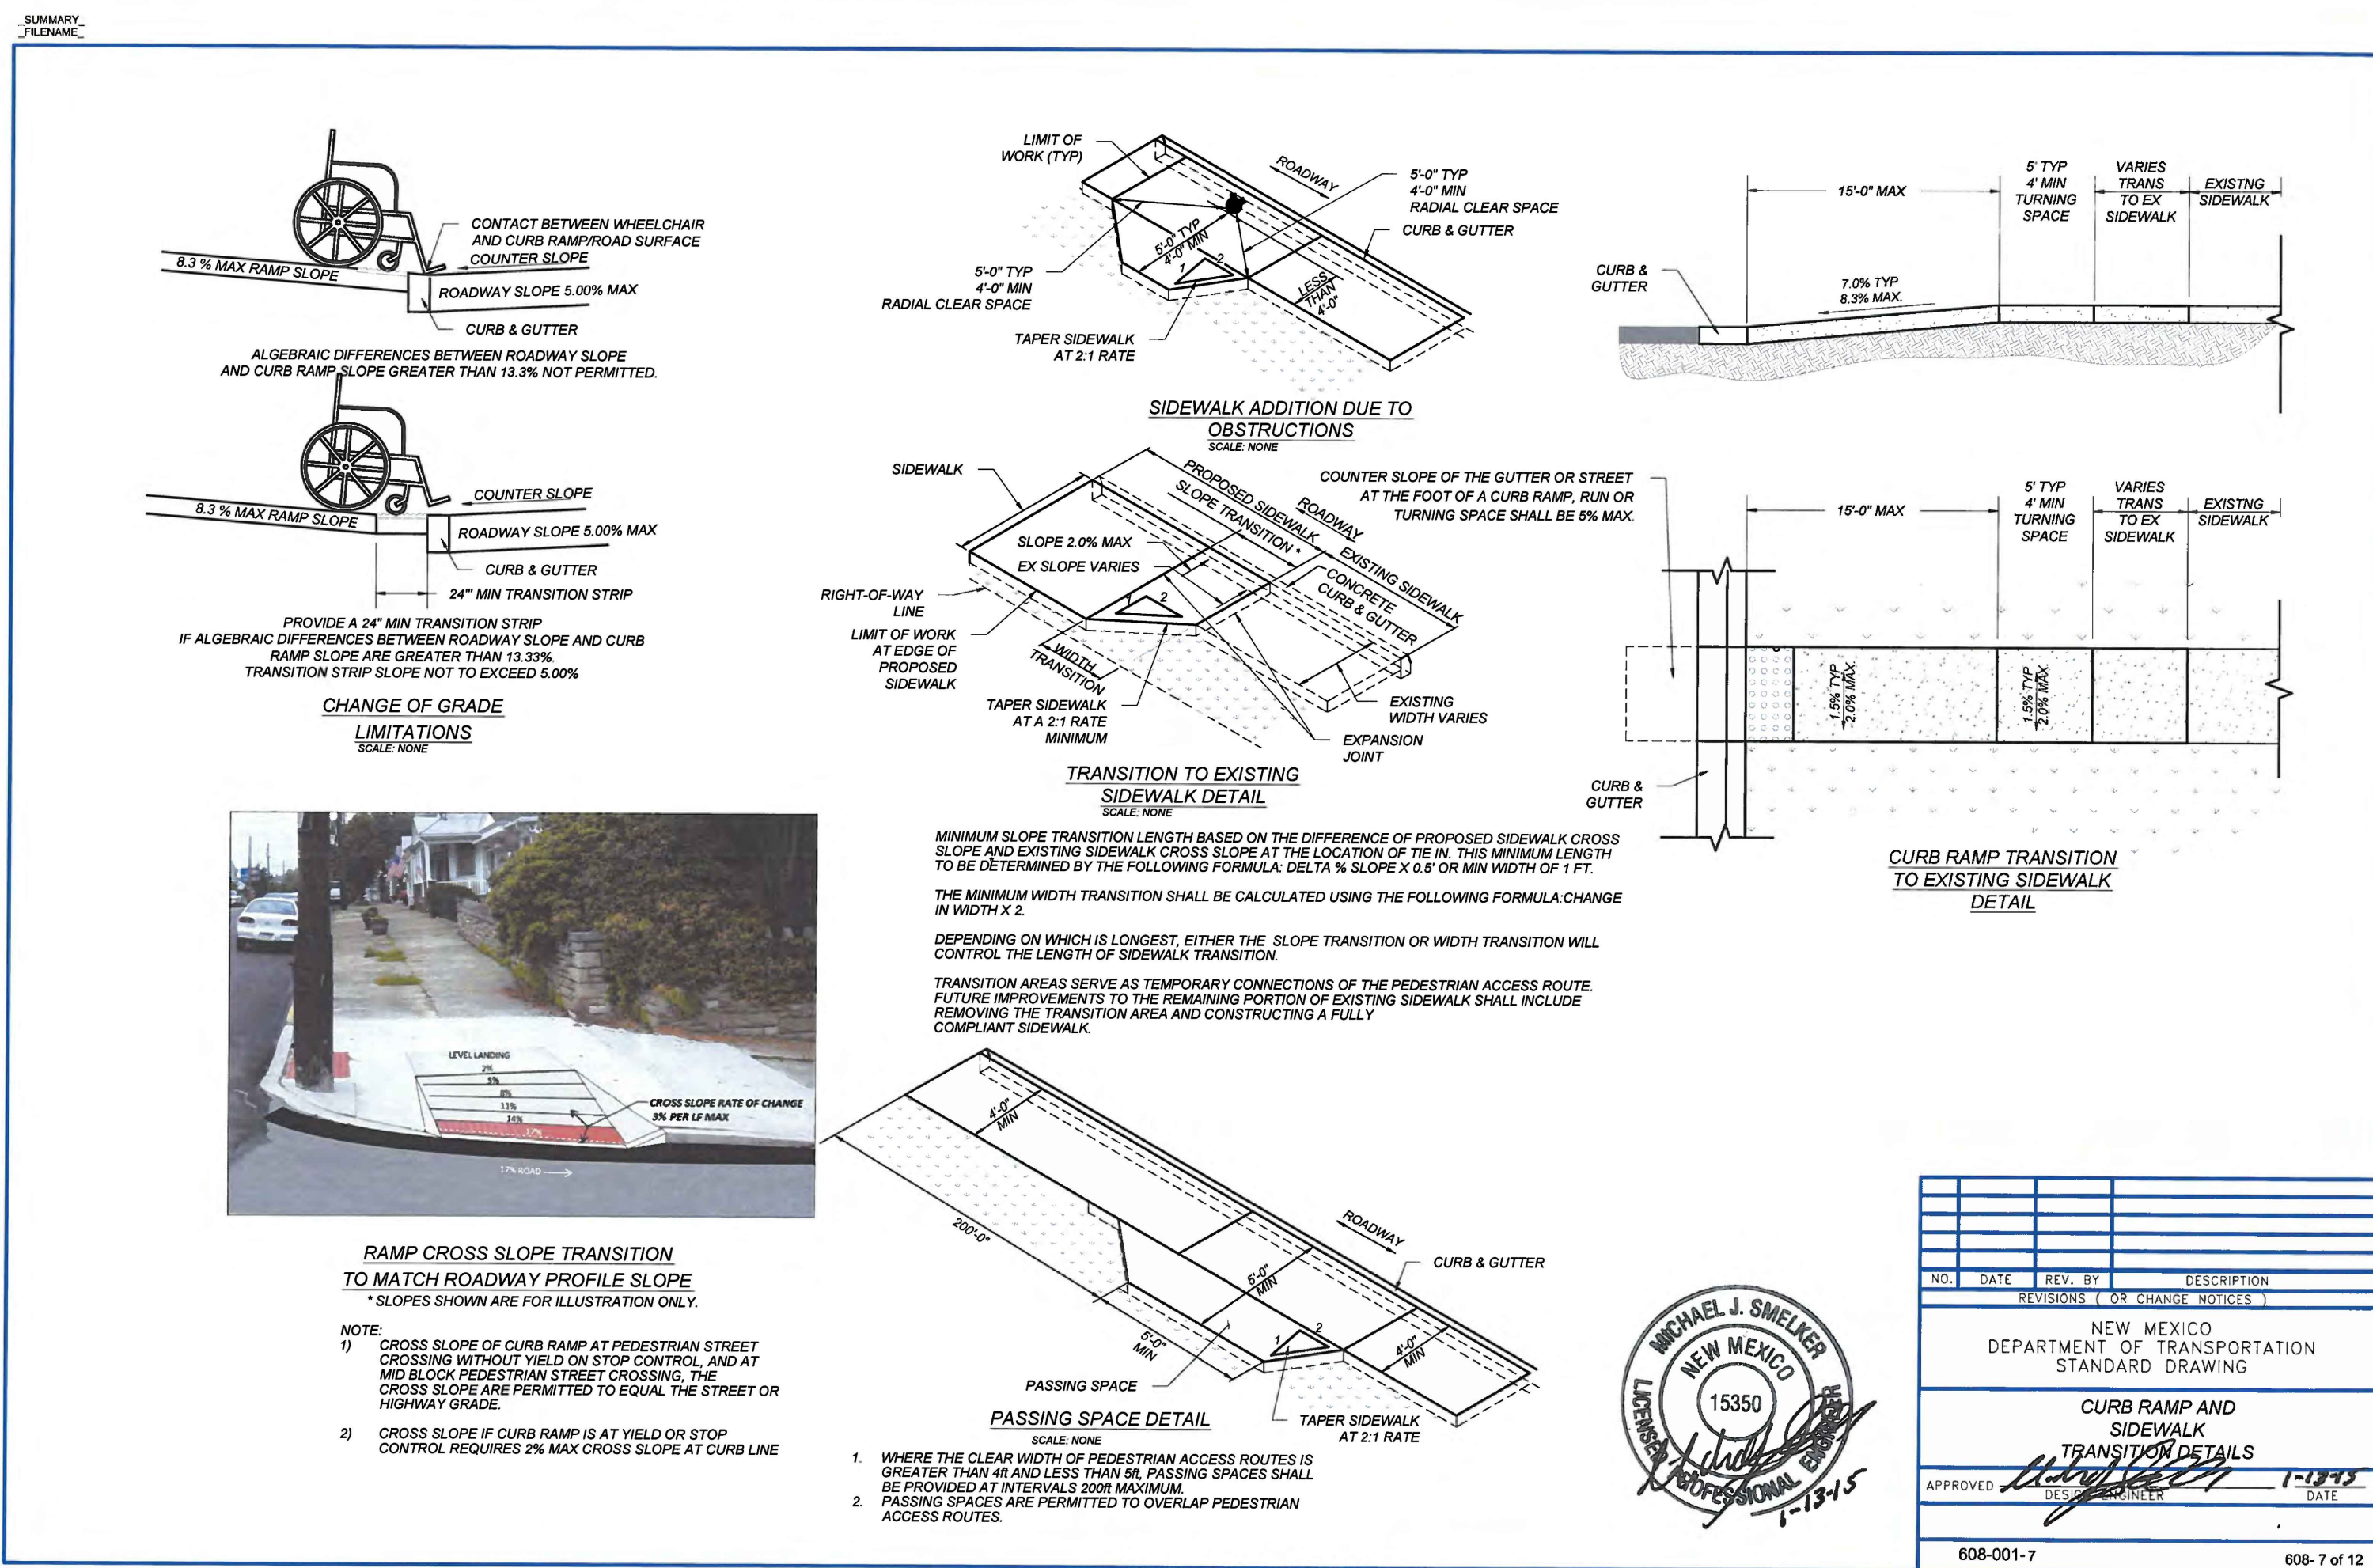 _SUMMARY_
_FILENAME_
CONTACT BETWEEN WHEELCHAIR
AND CURB RAMP/ROAD SURFACE
COUNTER SLOPE
8.3 % MAX RAMP SLOPE
ROADWAY SLOPE 5.00% MAX
CURB & GUTTER
ALGEBRAIC DIFFERENCES BETWEEN ROADWAY SLOPE
AND CURB RAMP SLOPE GREATER THAN 13.3% NOT PERMITTED.
COUNTER SLOPE
8.3 % MAX RAMP SLOPE
ROADWAY SLOPE 5.00% MAX
CURB & GUTTER
24'" MIN TRANSITION STRIP
PROVIDE A 24" MIN TRANSITION STRIP
IF ALGEBRAIC DIFFERENCES BETWEEN ROADWAY SLOPE AND CURB
RAMP SLOPE ARE GREATER THAN 13.33%.
TRANSITION STRIP SLOPE NOT TO EXCEED 5.00%
CHANGE OF GRADE
LIMITATIONS
SCALE: NONE
LEVEL LANDING
2%
5%
8%
11%
14%
17%
CROSS SLOPE RATE OF CHANGE
3% PER LF MAX
17% ROAD
RAMP CROSS SLOPE TRANSITION
TO MATCH ROADWAY PROFILE SLOPE
* SLOPES SHOWN ARE FOR ILLUSTRATION ONLY.
NOTE:
1) CROSS SLOPE OF CURB RAMP AT PEDESTRIAN STREET
CROSSING WITHOUT YIELD ON STOP CONTROL, AND AT
MID BLOCK PEDESTRIAN STREET CROSSING, THE
CROSS SLOPE ARE PERMITTED TO EQUAL THE STREET OR
HIGHWAY GRADE.
2) CROSS SLOPE IF CURB RAMP IS AT YIELD OR STOP
CONTROL REQUIRES 2% MAX CROSS SLOPE AT CURB LINE
LIMIT OF
WORK (TYP)
ROADWAY
5'-0" TYP
4'-0" MIN
RADIAL CLEAR SPACE
CURB & GUTTER
5'-0" TYP
4'-0" MIN
1
2
5'-0" TYP
4'-0" MIN
RADIAL CLEAR SPACE
LESS
THAN
4'-0"
TAPER SIDEWALK
AT 2:1 RATE
SIDEWALK ADDITION DUE TO
OBSTRUCTIONS
SCALE: NONE
SIDEWALK
PROPOSED SIDEWALK
SLOPE TRANSITION *
ROADWAY
EXISTING SIDEWALK
SLOPE 2.0% MAX
EX SLOPE VARIES
CONCRETE
CURB & GUTTER
RIGHT-OF-WAY
LINE
1
2
LIMIT OF WORK
AT EDGE OF
PROPOSED
SIDEWALK
WIDTH
TRANSITION
TAPER SIDEWALK
AT A 2:1 RATE
MINIMUM
EXISTING
WIDTH VARIES
EXPANSION
JOINT
TRANSITION TO EXISTING
SIDEWALK DETAIL
SCALE: NONE
MINIMUM SLOPE TRANSITION LENGTH BASED ON THE DIFFERENCE OF PROPOSED SIDEWALK CROSS
SLOPE AND EXISTING SIDEWALK CROSS SLOPE AT THE LOCATION OF TIE IN. THIS MINIMUM LENGTH
TO BE DETERMINED BY THE FOLLOWING FORMULA: DELTA % SLOPE X 0.5' OR MIN WIDTH OF 1 FT.
THE MINIMUM WIDTH TRANSITION SHALL BE CALCULATED USING THE FOLLOWING FORMULA:CHANGE
IN WIDTH X 2.
DEPENDING ON WHICH IS LONGEST, EITHER THE SLOPE TRANSITION OR WIDTH TRANSITION WILL
CONTROL THE LENGTH OF SIDEWALK TRANSITION.
TRANSITION AREAS SERVE AS TEMPORARY CONNECTIONS OF THE PEDESTRIAN ACCESS ROUTE.
FUTURE IMPROVEMENTS TO THE REMAINING PORTION OF EXISTING SIDEWALK SHALL INCLUDE
REMOVING THE TRANSITION AREA AND CONSTRUCTING A FULLY
COMPLIANT SIDEWALK.
4'-0"
MIN
200'-0"
ROADWAY
CURB & GUTTER
5'-0"
MIN
5'-0"
MIN
1
2
4'-0"
MIN
PASSING SPACE
TAPER SIDEWALK
AT 2:1 RATE
PASSING SPACE DETAIL
SCALE: NONE
1. WHERE THE CLEAR WIDTH OF PEDESTRIAN ACCESS ROUTES IS
GREATER THAN 4ft AND LESS THAN 5ft, PASSING SPACES SHALL
BE PROVIDED AT INTERVALS 200ft MAXIMUM.
2. PASSING SPACES ARE PERMITTED TO OVERLAP PEDESTRIAN
ACCESS ROUTES.
15'-0" MAX
5' TYP
4' MIN
TURNING
SPACE
VARIES
TRANS
TO EX
SIDEWALK
EXISTNG
SIDEWALK
CURB &
GUTTER
7.0% TYP
8.3% MAX.
COUNTER SLOPE OF THE GUTTER OR STREET
AT THE FOOT OF A CURB RAMP, RUN OR
TURNING SPACE SHALL BE 5% MAX.
15'-0" MAX
5' TYP
4' MIN
TURNING
SPACE
VARIES
TRANS
TO EX
SIDEWALK
EXISTNG
SIDEWALK
1.5% TYP
2.0% MAX.
1.5% TYP
2.0% MAX.
CURB &
GUTTER
CURB RAMP TRANSITION
TO EXISTING SIDEWALK
DETAIL
MICHAEL J. SMELKER
NEW MEXICO
15350
LICENSED PROFESSIONAL ENGINEER
1-13-15
NO. DATE REV. BY DESCRIPTION
REVISIONS ( OR CHANGE NOTICES )
NEW MEXICO
DEPARTMENT OF TRANSPORTATION
STANDARD DRAWING
CURB RAMP AND
SIDEWALK
TRANSITION DETAILS
APPROVED
1-13-15
DESIGN ENGINEER
DATE
608-001-7
608- 7 of 12